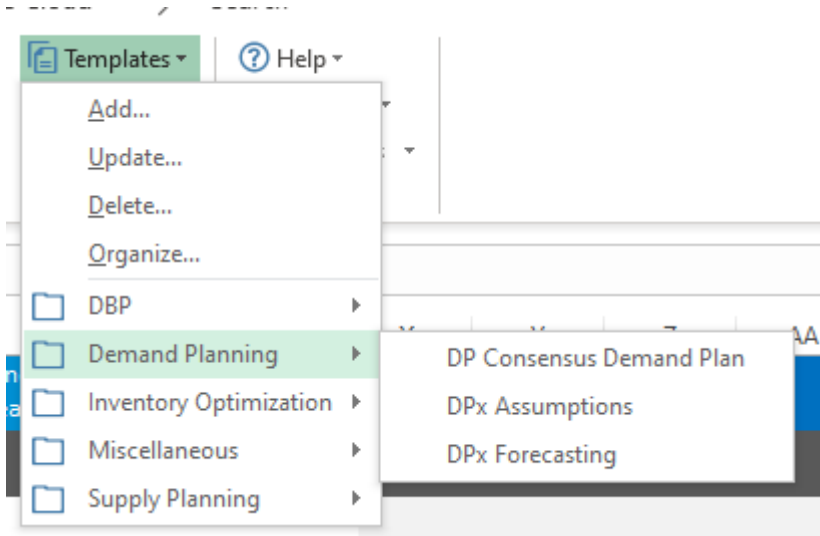 Templates
Help
Add...
Update...
Delete...
Organize...
DBP
Demand Planning
Inventory Optimization
Miscellaneous
Supply Planning
AA
DP Consensus Demand Plan
DPx Assumptions
DPx Forecasting